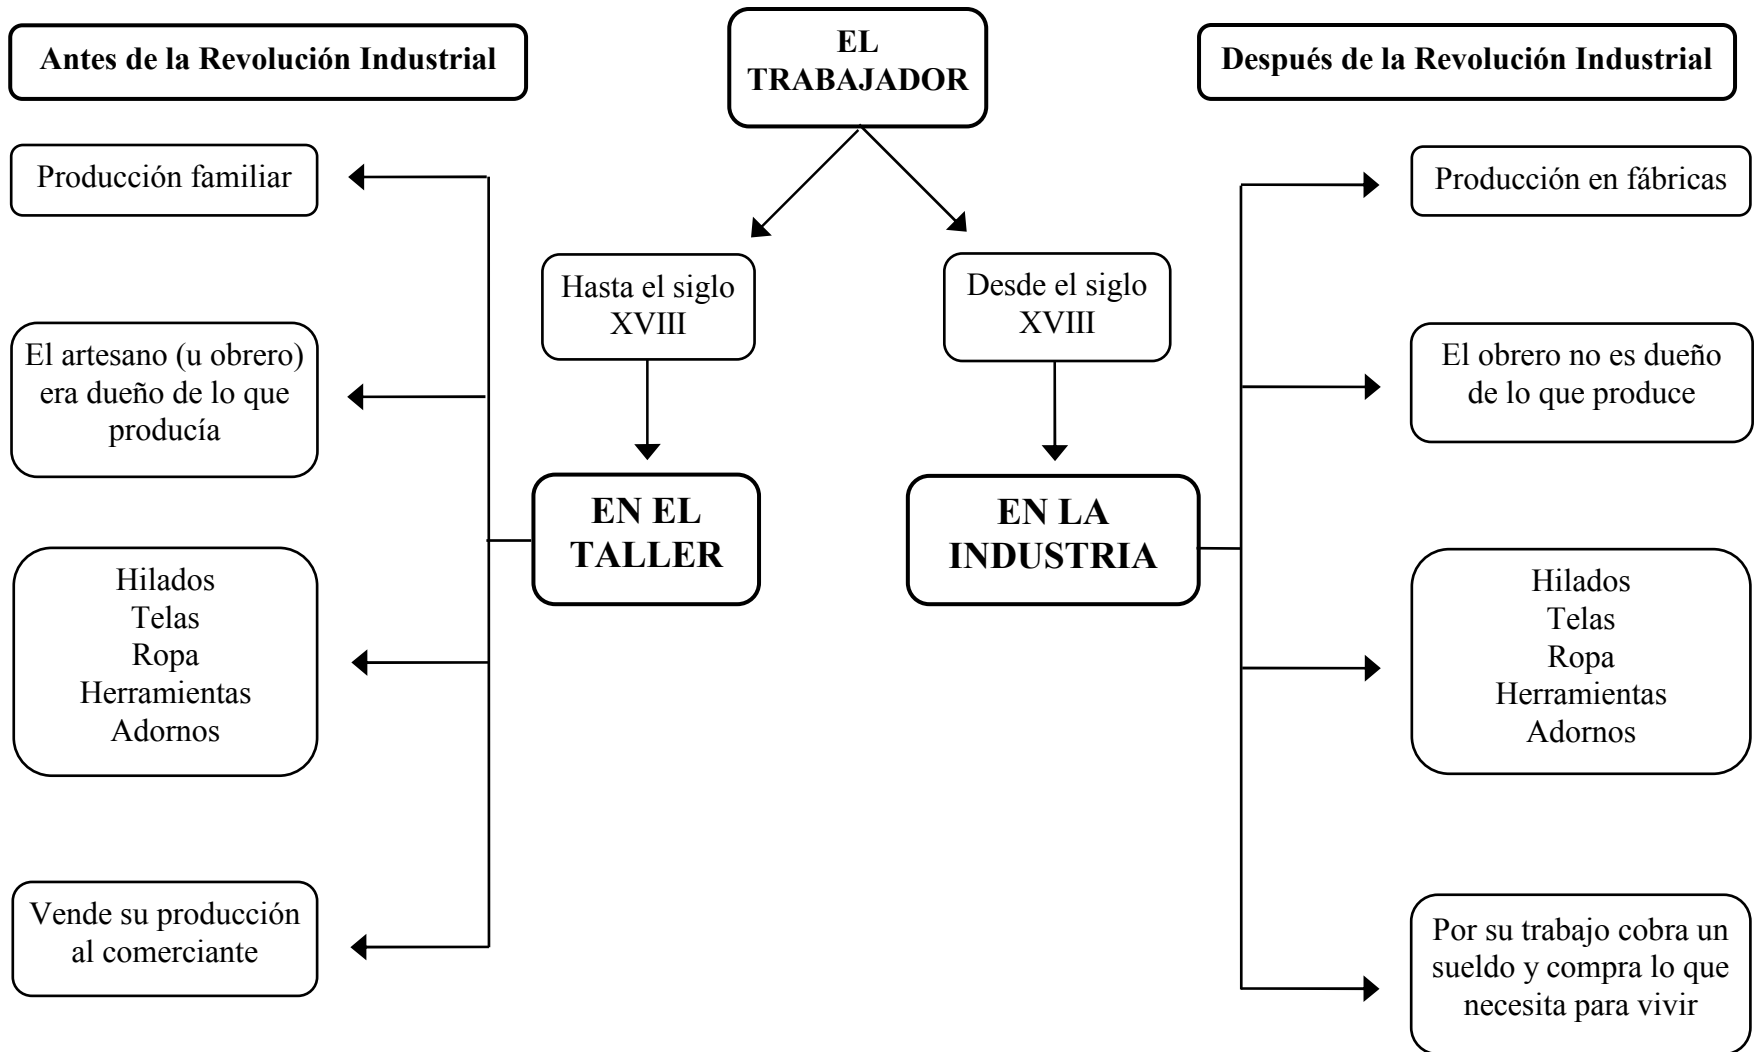 Antes de la Revolución Industrial
EL
TRABAJADOR
Después de la Revolución Industrial
Producción familiar
El artesano (u obrero)
era dueño de lo que
producía
Hilados
Telas
Ropa
Herramientas
Adornos
Vende su producción
al comerciante
Hasta el siglo
XVIII
EN EL
TALLER
Desde el siglo
XVIII
EN LA
INDUSTRIA
Producción en fábricas
El obrero no es dueño
de lo que produce
Hilados
Telas
Ropa
Herramientas
Adornos
Por su trabajo cobra un
sueldo y compra lo que
necesita para vivir